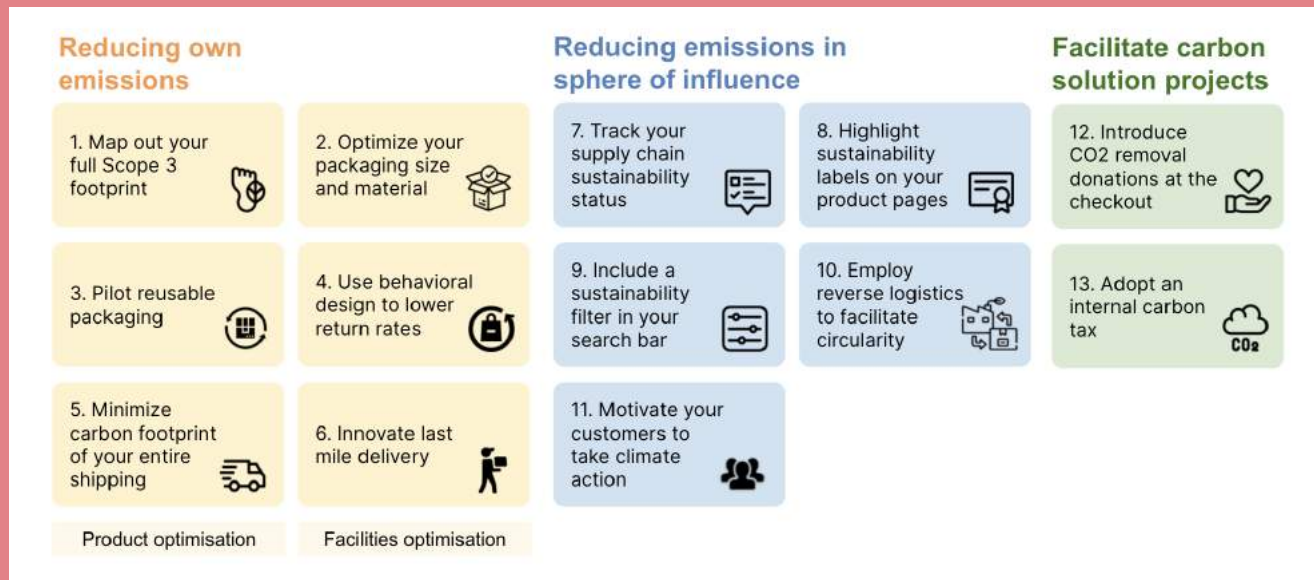 Reducing own
emissions
1. Map out your
full Scope 3
footprint
2. Optimize your
packaging size
and material
3. Pilot reusable
packaging
4. Use behavioral
design to lower
return rates
5. Minimize
carbon footprint
of your entire
shipping
6. Innovate last
mile delivery
Product optimisation
Facilities optimisation
Reducing emissions in
sphere of influence
7. Track your
supply chain
sustainability
status
8. Highlight
sustainability
labels on your
product pages
9. Include a
sustainability
filter in your
search bar
10. Employ
reverse logistics
to facilitate
circularity
11. Motivate your
customers to
take climate
action
Facilitate carbon
solution projects
12. Introduce
CO2 removal
donations at the
checkout
13. Adopt an
internal carbon
tax
CO₂